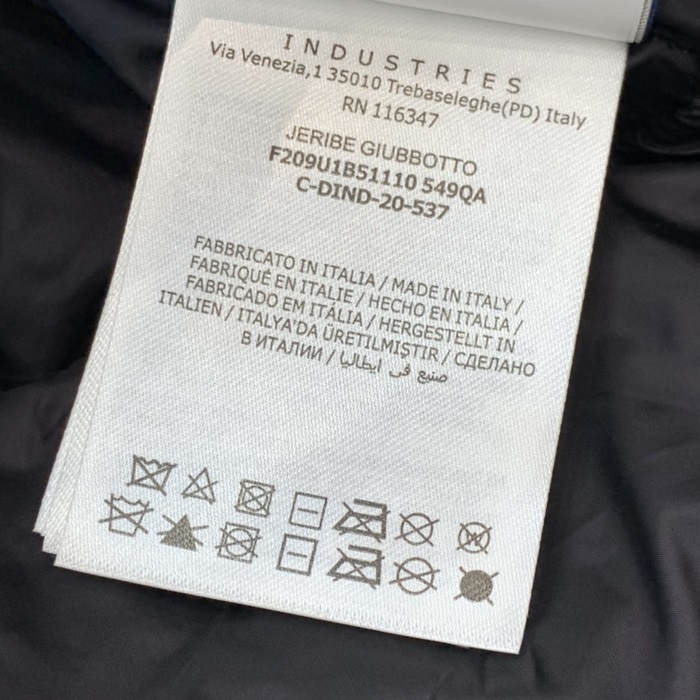 INDUSTRIES
Via Venezia,1 35010 Trebaseleghe(PD) Italy
RN 116347
JERIBE GIUBBOTTO
F209U1B51110 549QA
C-DIND-20-537
FABBRICATO IN ITALIA / MADE IN ITALY /
FABRIQUÉ EN ITALIE / HECHO EN ITALIA /
FABRICADO EM ITÁLIA / HERGESTELLT IN
ITALIEN / ITALYA'DA ÜRETILMIŞTIR / СДЕЛАНО
В ИТАЛИИ / صنيع في ايطاليا
W